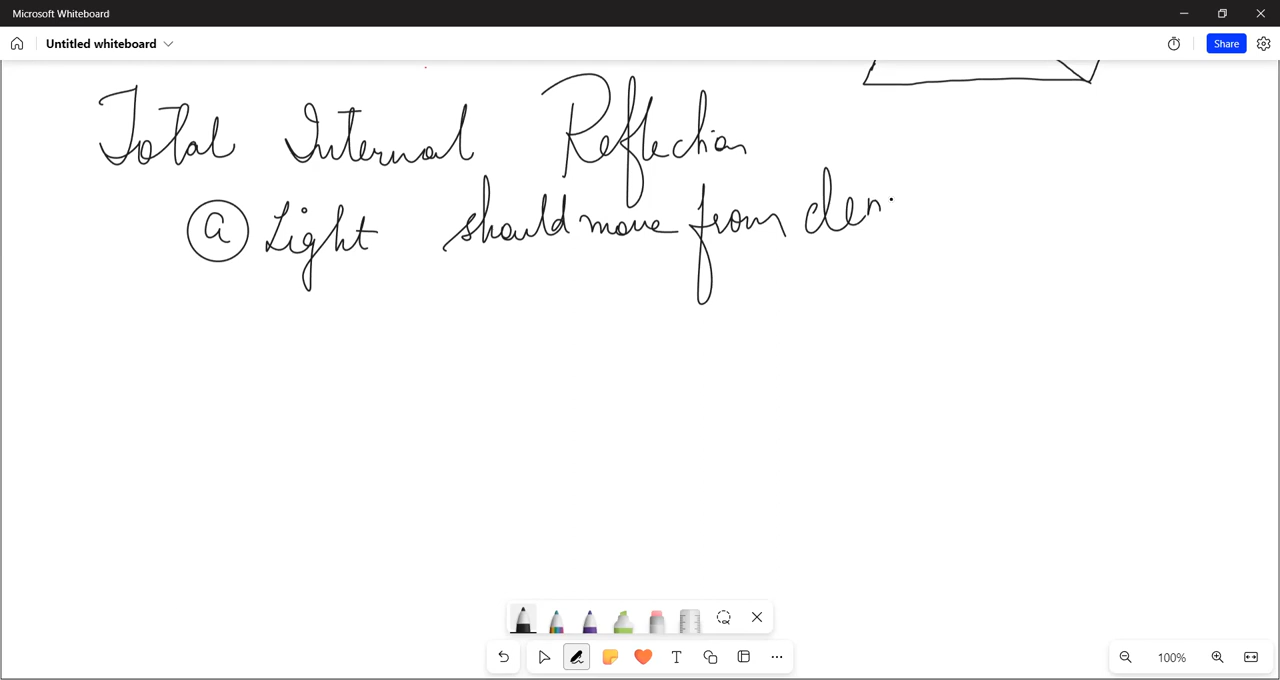 Microsoft Whiteboard
Untitled whiteboard
Share
Total Internal Reflection
a Light should move from den
100%